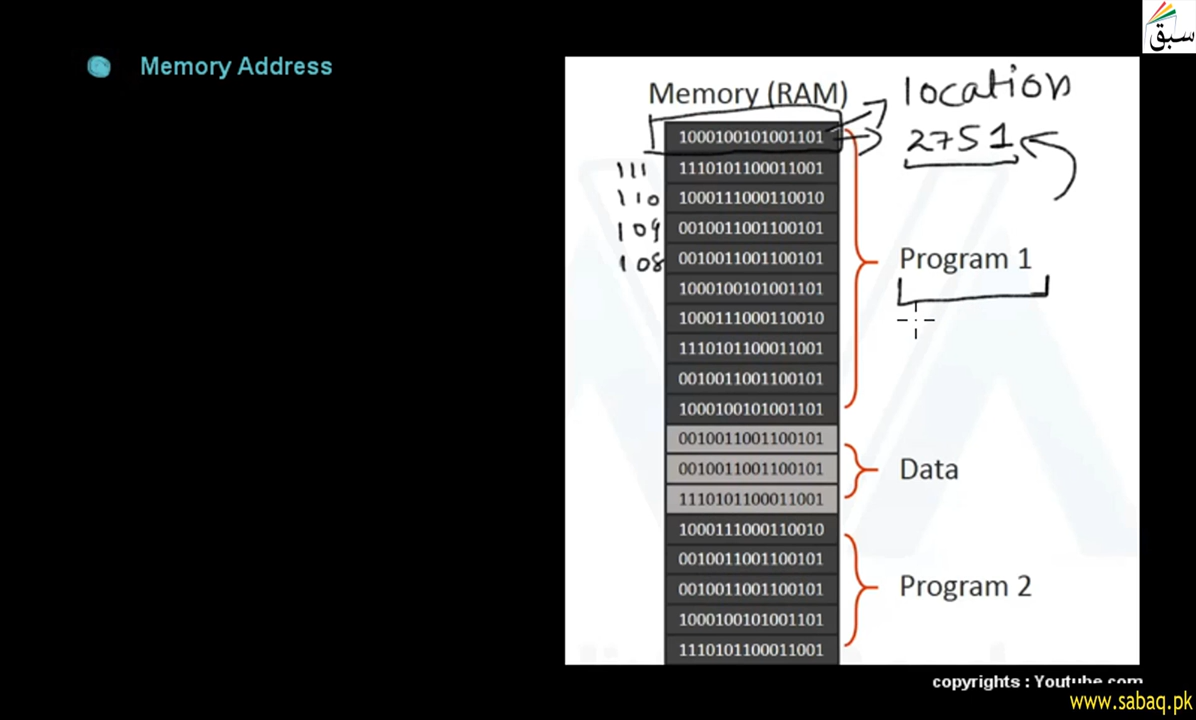 سبق
Memory Address
Memory (RAM)
location
1000100101001101
2751
111
1110101100011001
110
1000111000110010
109
0010011001100101
108
0010011001100101
Program 1
1000100101001101
1000111000110010
1110101100011001
0010011001100101
1000100101001101
0010011001100101
0010011001100101
Data
1110101100011001
1000111000110010
0010011001100101
0010011001100101
Program 2
1000100101001101
1110101100011001
copyrights : Youtube.com
www.sabaq.pk